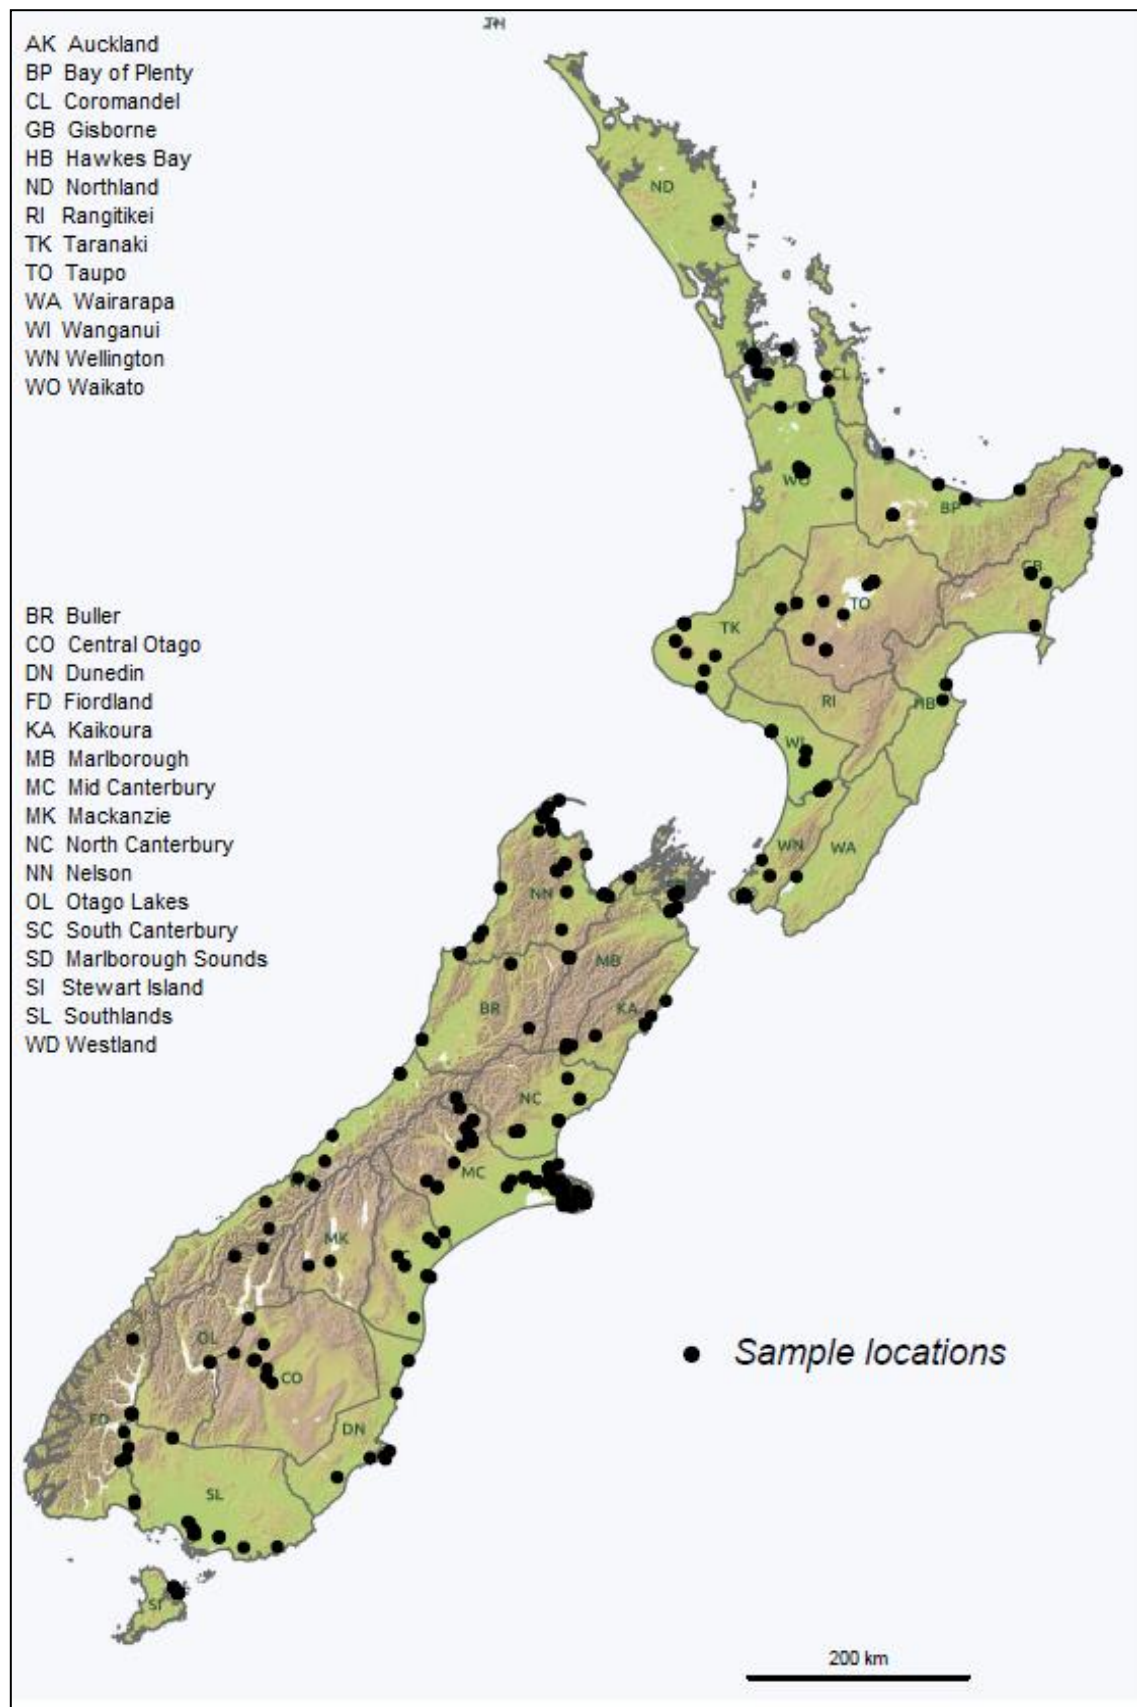 AK Auckland
BP Bay of Plenty
CL Coromandel
GB Gisborne
HB Hawkes Bay
ND Northland
RI Rangitikei
TK Taranaki
TO Taupo
WA Wairarapa
WI Wanganui
WN Wellington
WO Waikato
BR Buller
CO Central Otago
DN Dunedin
FD Fiordland
KA Kaikoura
MB Marlborough
MC Mid Canterbury
MK Mackanzie
NC North Canterbury
NN Nelson
OL Otago Lakes
SC South Canterbury
SD Marlborough Sounds
SI Stewart Island
SL Southlands
WD Westland
ND
CL
WO
BP
GB
TO
TK
RI
HB
WI
WN
WA
NN
MB
BR
KA
NC
MC
MK
OL
CO
FD
DN
SL
SI
Sample locations
200 km